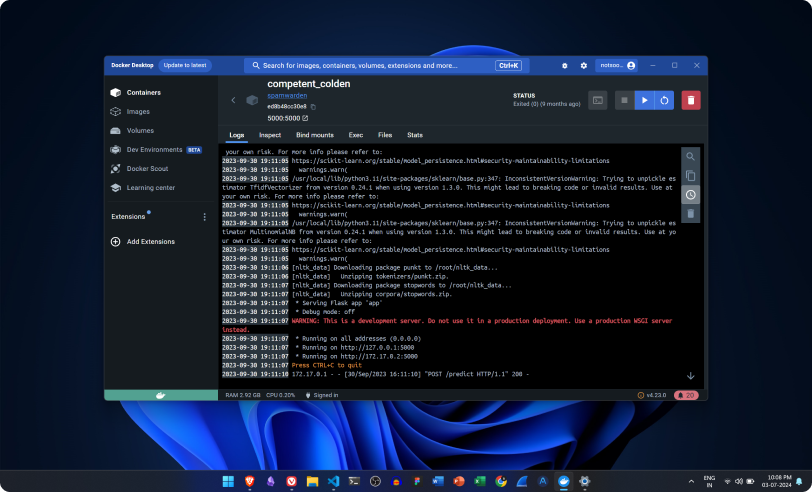 Docker Desktop
Update to latest
Search for images, containers, volumes, extensions and more...
Ctrl+K
notsoo...
Containers
Images
Volumes
Dev Environments BETA
Docker Scout
Learning center
Extensions
Add Extensions
competent_colden
spamwarden
ed8b48cc39e8
5000:5000
STATUS
Exited (0) (9 months ago)
Logs
Inspect
Bind mounts
Exec
Files
Stats
your own risk. For more info please refer to:
2023-09-30 19:11:05 https://scikit-learn.org/stable/model_persistence.html#security-maintainability-limitations
2023-09-30 19:11:05 warnings.warn(
2023-09-30 19:11:05 /usr/local/lib/python3.11/site-packages/sklearn/base.py:347: InconsistentVersionWarning: Trying to unpickle es
timator TfidfVectorizer from version 0.24.1 when using version 1.3.0. This might lead to breaking code or invalid results. Use at
your own risk. For more info please refer to:
2023-09-30 19:11:05 https://scikit-learn.org/stable/model_persistence.html#security-maintainability-limitations
2023-09-30 19:11:05 warnings.warn(
2023-09-30 19:11:05 /usr/local/lib/python3.11/site-packages/sklearn/base.py:347: InconsistentVersionWarning: Trying to unpickle es
timator MultinomialNB from version 0.24.1 when using version 1.3.0. This might lead to breaking code or invalid results. Use at yo
ur own risk. For more info please refer to:
2023-09-30 19:11:05 https://scikit-learn.org/stable/model_persistence.html#security-maintainability-limitations
2023-09-30 19:11:05 warnings.warn(
2023-09-30 19:11:06 [nltk_data] Downloading package punkt to /root/nltk_data...
2023-09-30 19:11:06 [nltk_data] Unzipping tokenizers/punkt.zip.
2023-09-30 19:11:07 [nltk_data] Downloading package stopwords to /root/nltk_data...
2023-09-30 19:11:07 [nltk_data] Unzipping corpora/stopwords.zip.
2023-09-30 19:11:07 * Serving Flask app 'app'
2023-09-30 19:11:07 * Debug mode: off
2023-09-30 19:11:07 WARNING: This is a development server. Do not use it in a production deployment. Use a production WSGI server
instead.
2023-09-30 19:11:07 * Running on all addresses (0.0.0.0)
2023-09-30 19:11:07 * Running on http://127.0.0.1:5000
2023-09-30 19:11:07 * Running on http://172.17.0.2:5000
2023-09-30 19:11:07 Press CTRL+C to quit
2023-09-30 19:11:10 172.17.0.1 - - [30/Sep/2023 16:11:10] "POST /predict HTTP/1.1" 200 -
RAM 2.92 GB CPU 0.20%
Signed in
v4.23.0
20
ENG
IN
10:08 PM
03-07-2024